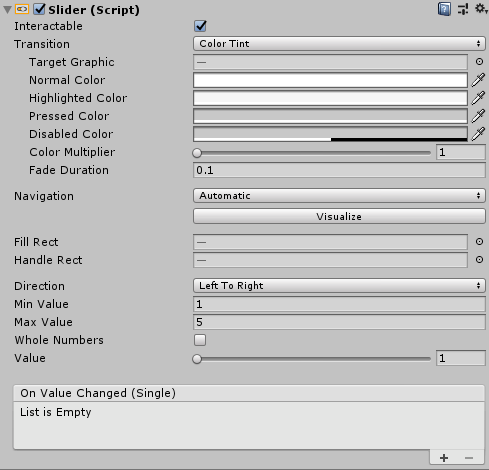 Slider (Script)
Interactable
Transition Color Tint
Target Graphic —
Normal Color
Highlighted Color
Pressed Color
Disabled Color
Color Multiplier 1
Fade Duration 0.1
Navigation Automatic
Visualize
Fill Rect —
Handle Rect —
Direction Left To Right
Min Value 1
Max Value 5
Whole Numbers
Value 1
On Value Changed (Single)
List is Empty
+ −